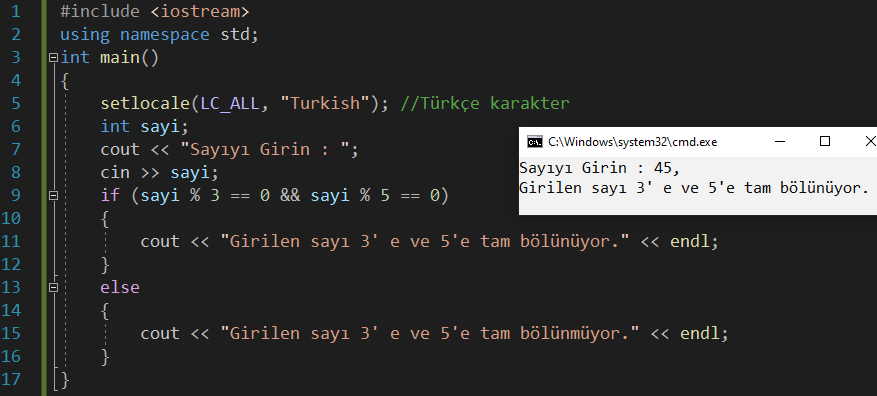 1 #include <iostream>
2 using namespace std;
3 int main()
4 {
5 setlocale(LC_ALL, "Turkish"); //Türkçe karakter
6 int sayi;
7 cout << "Sayıyı Girin : ";
8 cin >> sayi;
9 if (sayi % 3 == 0 && sayi % 5 == 0)
10 {
11 cout << "Girilen sayı 3' e ve 5'e tam bölünüyor." << endl;
12 }
13 else
14 {
15 cout << "Girilen sayı 3' e ve 5'e tam bölünmüyor." << endl;
16 }
17 }
C:\Windows\system32\cmd.exe
Sayıyı Girin : 45,
Girilen sayı 3' e ve 5'e tam bölünüyor.